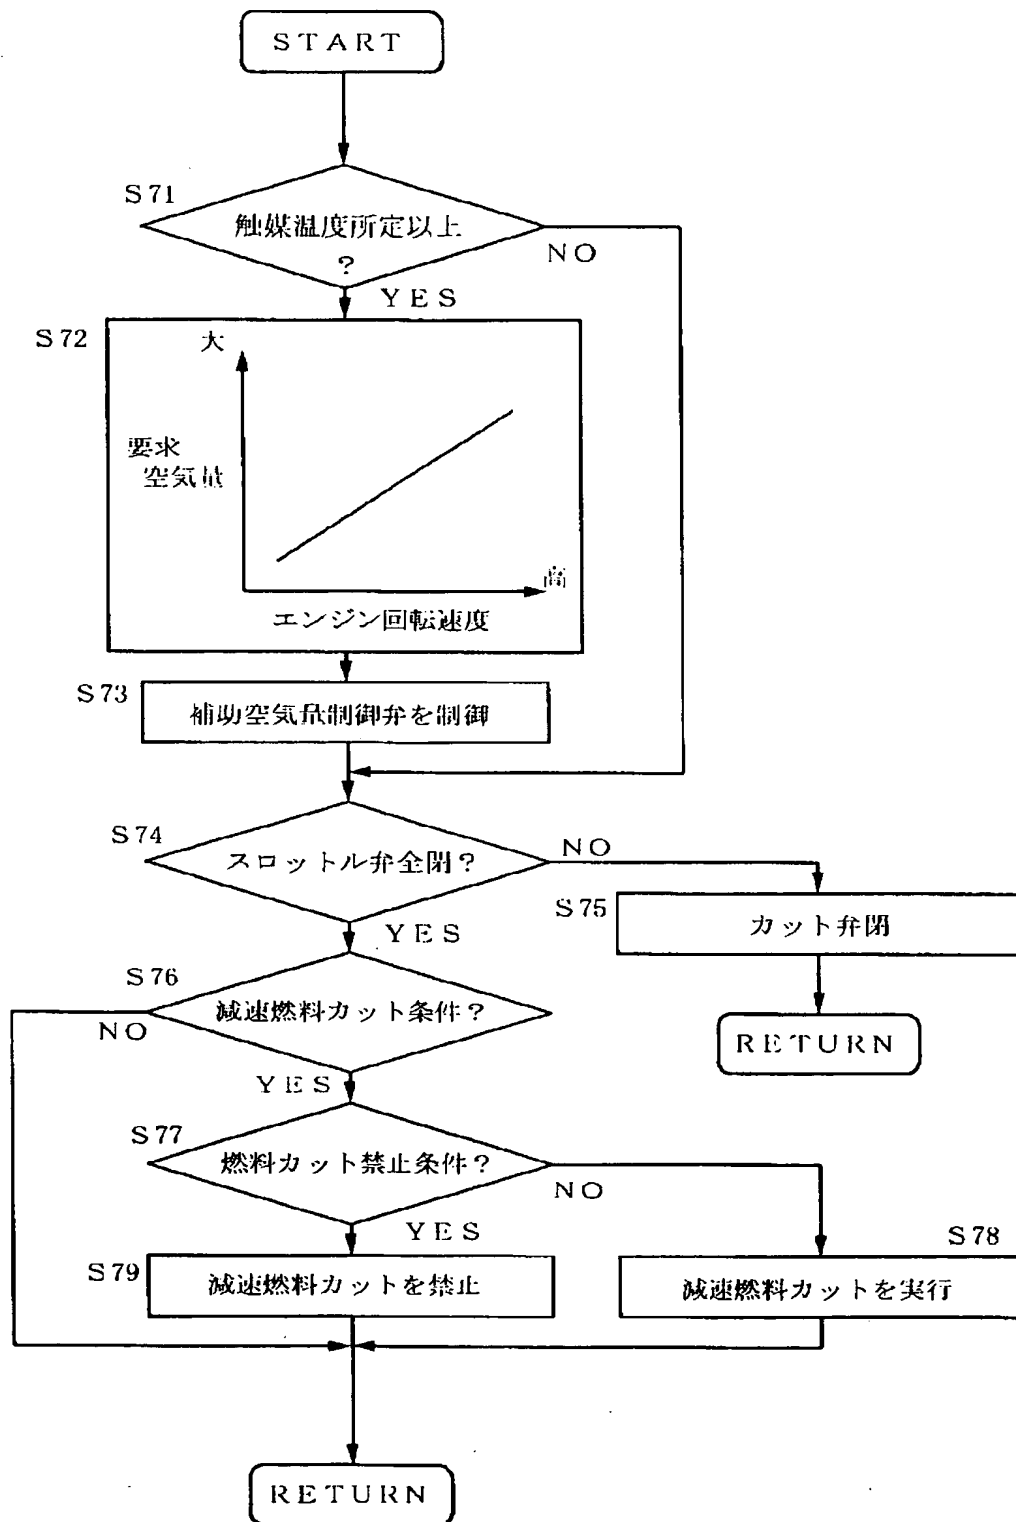 START
S71
触媒温度所定以上
?
NO
YES
S72
大
要求
空気量
高
エンジン回転速度
S73
補助空気量制御弁を制御
S74
スロットル弁全閉?
NO
YES
S75
カット弁閉
RETURN
S76
減速燃料カット条件?
NO
YES
S77
燃料カット禁止条件?
NO
YES
S78
減速燃料カットを実行
S79
減速燃料カットを禁止
RETURN